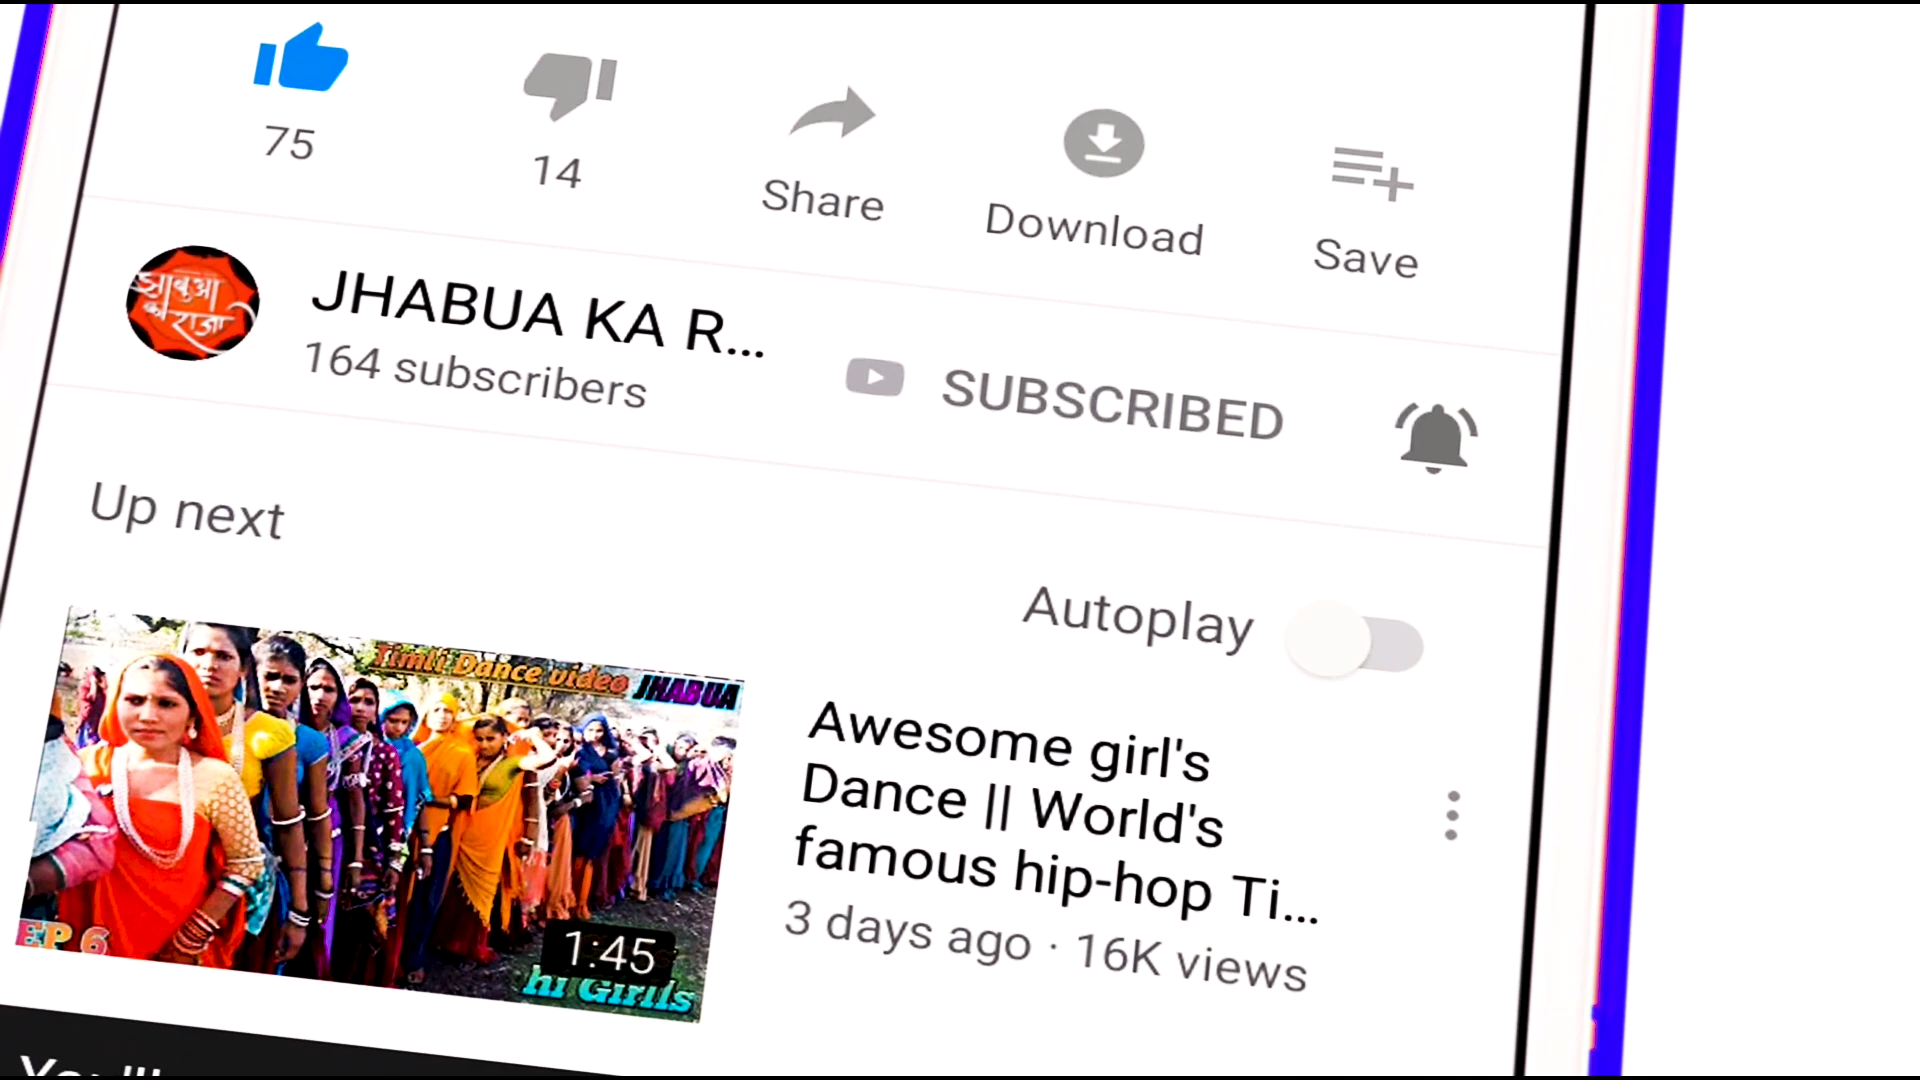 75
14
Share
Download
Save
झाबुआ
का
राजा
JHABUA KA R...
164 subscribers
SUBSCRIBED
Up next
Autoplay
Timli Dance video JHABUA
EP 6
1:45
hi Girlls
Awesome girl's
Dance || World's
famous hip-hop Ti...
3 days ago · 16K views